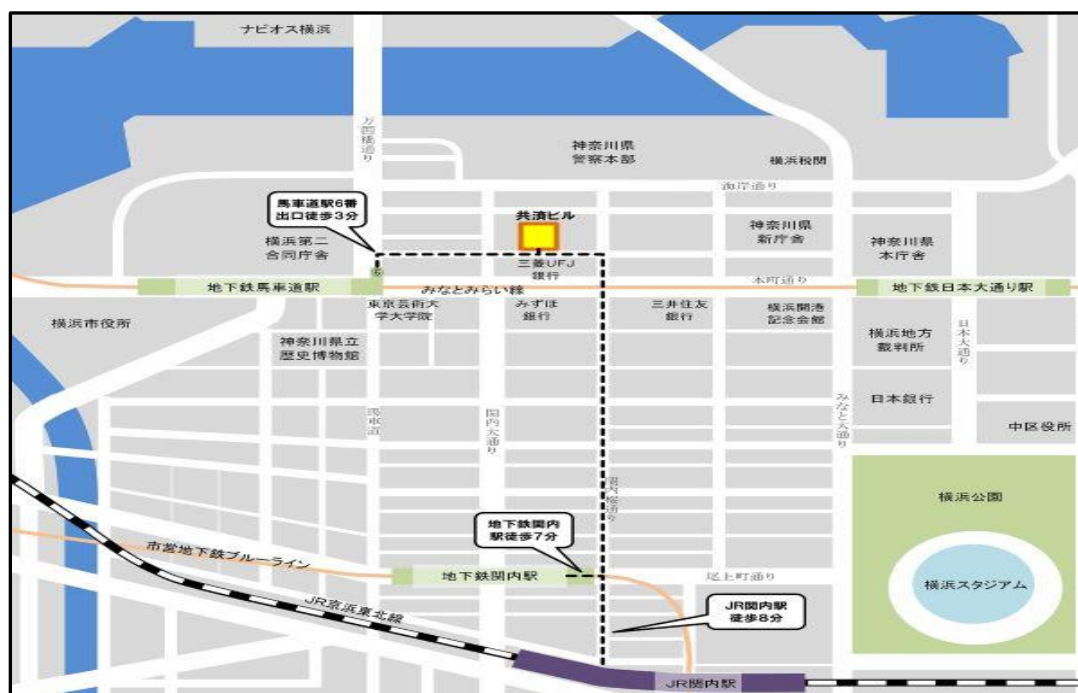 ナビオス横浜
万国橋通り
神奈川県
警察本部
横浜税関
海岸通り
馬車道駅6番
出口徒歩3分
共済ビル
横浜第二
合同庁舎
神奈川県
新庁舎
神奈川県
本庁舎
三菱UFJ
銀行
6
本町通り
地下鉄馬車道駅
みなとみらい線
地下鉄日本大通り駅
横浜市役所
東京芸術大
学大学院
みずほ
銀行
三井住友
銀行
横浜開港
記念会館
神奈川県立
歴史博物館
横浜地方
裁判所
日本大通り
日本銀行
馬車道
関内大通り
みなと大通り
中区役所
関内桜通り
横浜公園
地下鉄関内
駅徒歩7分
市営地下鉄ブルーライン
地下鉄関内駅
尾上町通り
横浜スタジアム
JR京浜東北線
JR関内駅
徒歩8分
JR関内駅